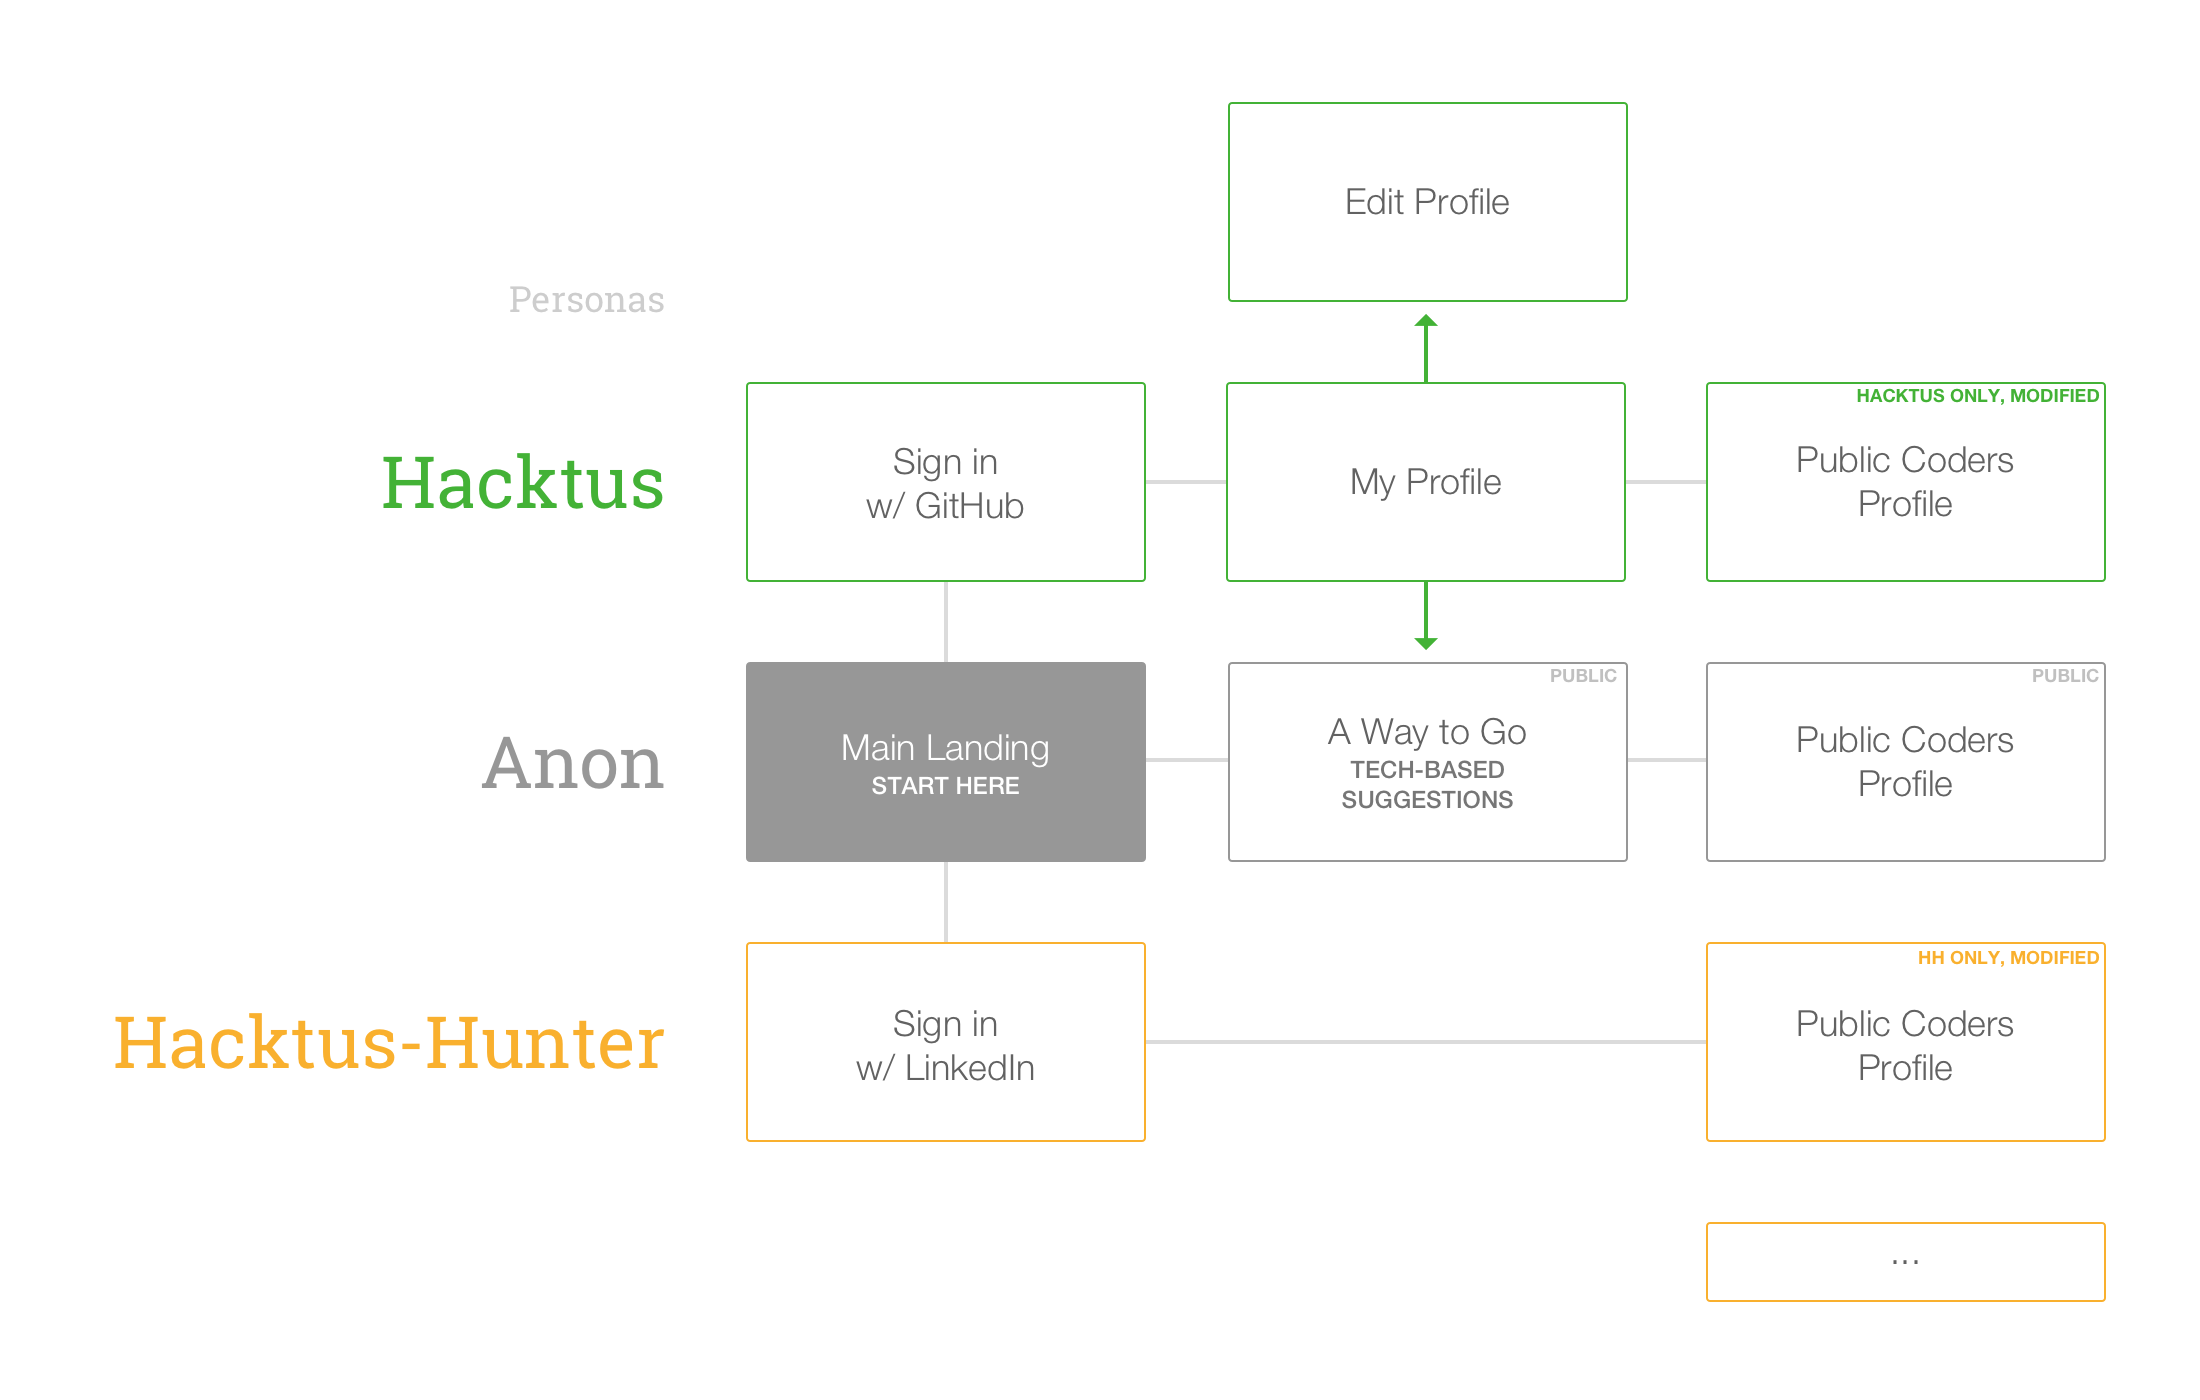 Edit Profile
Personas
Hacktus
Sign in
w/ GitHub
My Profile
HACKTUS ONLY, MODIFIED
Public Coders
Profile
Anon
Main Landing
START HERE
PUBLIC
A Way to Go
TECH-BASED
SUGGESTIONS
PUBLIC
Public Coders
Profile
Hacktus-Hunter
Sign in
w/ LinkedIn
HH ONLY, MODIFIED
Public Coders
Profile
...